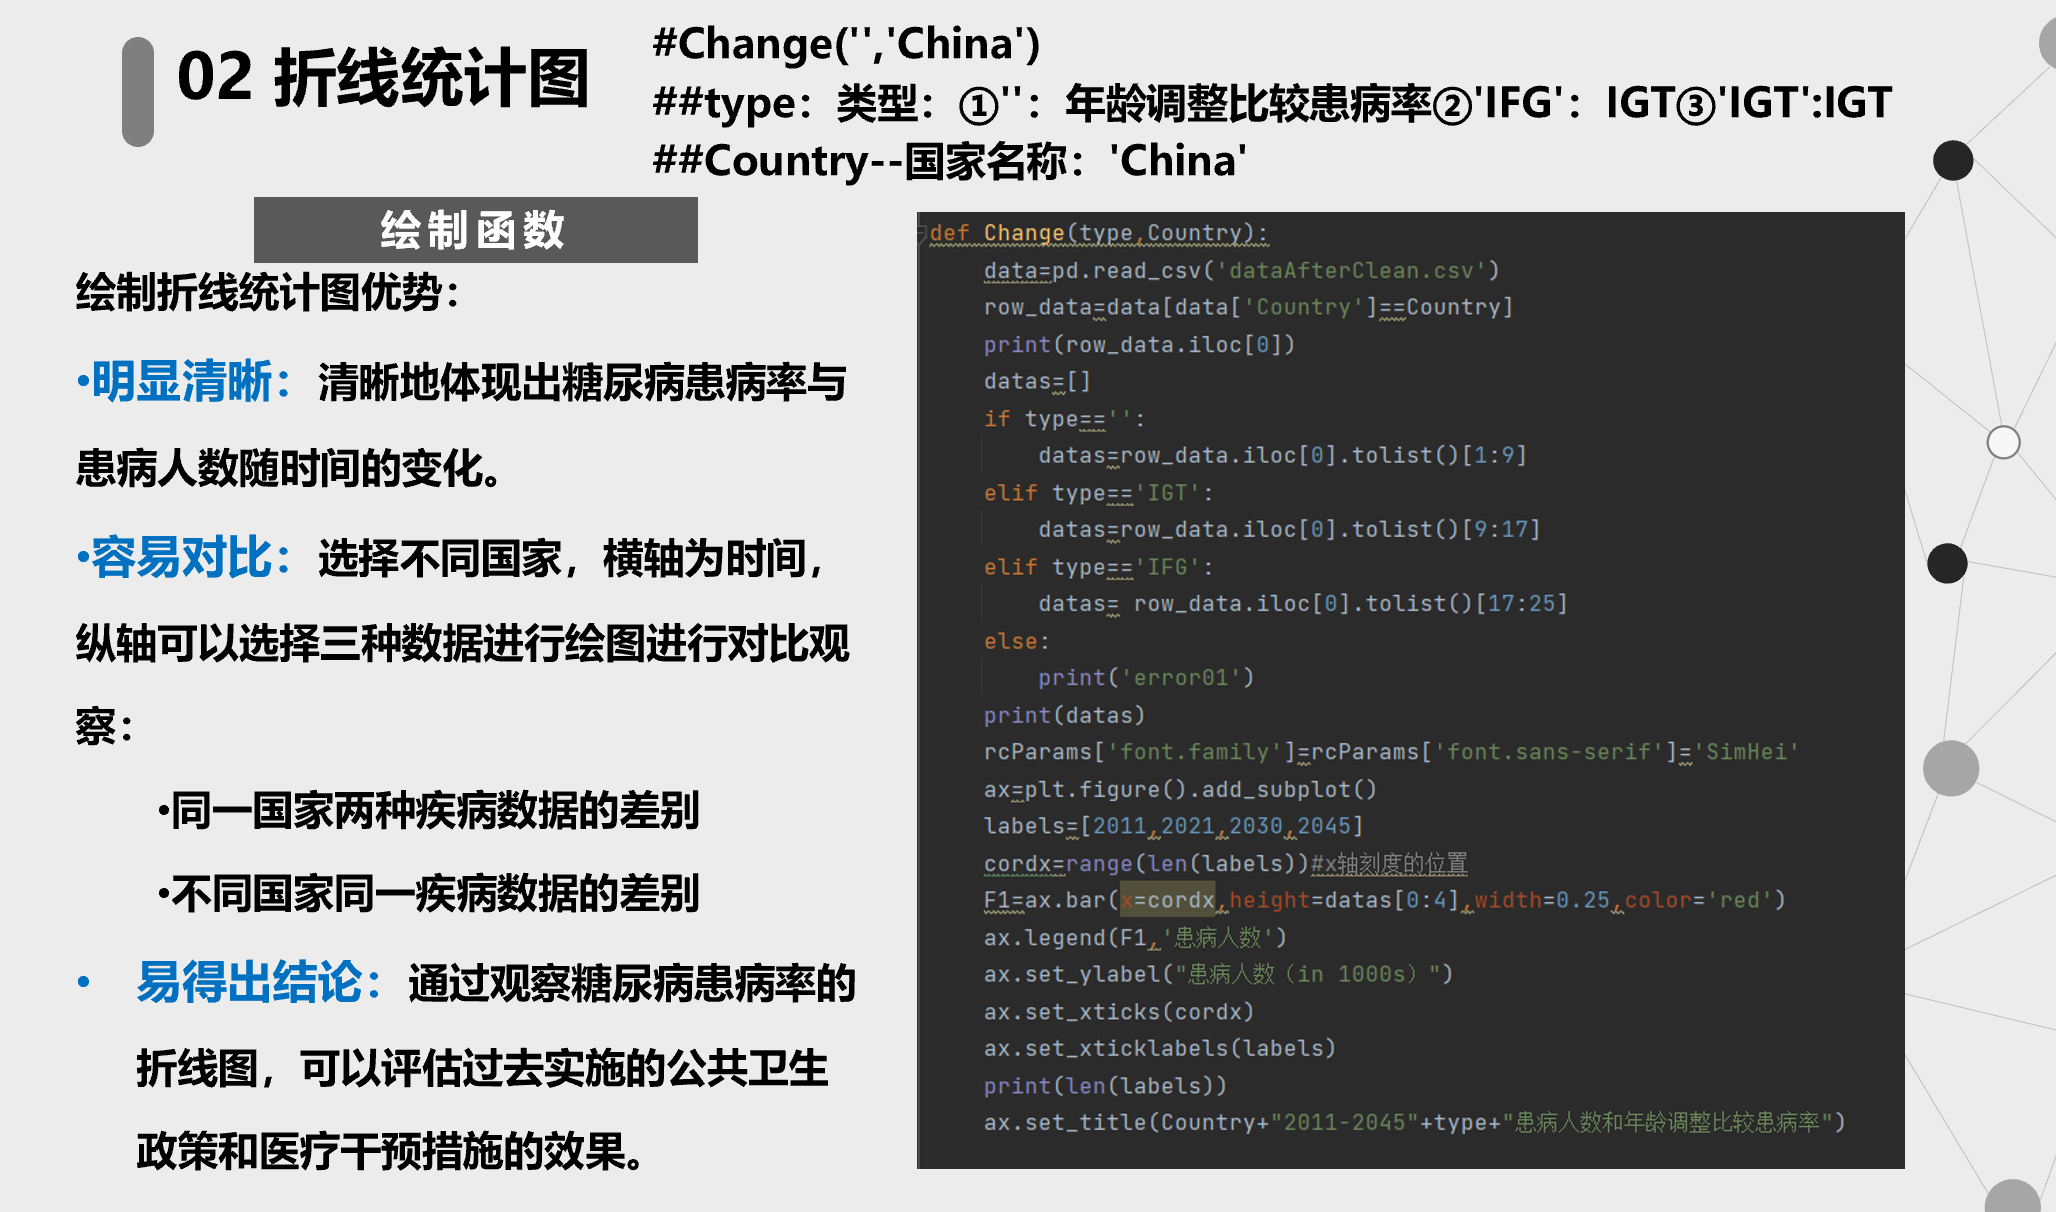 02 折线统计图
#Change('','China')
##type：类型：①''：年龄调整比较患病率②'IFG'：IGT③'IGT':IGT
##Country--国家名称：'China'
绘制函数
绘制折线统计图优势：
•明显清晰：清晰地体现出糖尿病患病率与
患病人数随时间的变化。
•容易对比：选择不同国家，横轴为时间，
纵轴可以选择三种数据进行绘图进行对比观
察：
•同一国家两种疾病数据的差别
•不同国家同一疾病数据的差别
• 易得出结论：通过观察糖尿病患病率的
折线图，可以评估过去实施的公共卫生
政策和医疗干预措施的效果。
def Change(type,Country):
    data=pd.read_csv('dataAfterClean.csv')
    row_data=data[data['Country']==Country]
    print(row_data.iloc[0])
    datas=[]
    if type=='':
        datas=row_data.iloc[0].tolist()[1:9]
    elif type=='IGT':
        datas=row_data.iloc[0].tolist()[9:17]
    elif type=='IFG':
        datas= row_data.iloc[0].tolist()[17:25]
    else:
        print('error01')
    print(datas)
    rcParams['font.family']=rcParams['font.sans-serif']='SimHei'
    ax=plt.figure().add_subplot()
    labels=[2011,2021,2030,2045]
    cordx=range(len(labels))#x轴刻度的位置
    F1=ax.bar(x=cordx,height=datas[0:4],width=0.25,color='red')
    ax.legend(F1,'患病人数')
    ax.set_ylabel("患病人数（in 1000s）")
    ax.set_xticks(cordx)
    ax.set_xticklabels(labels)
    print(len(labels))
    ax.set_title(Country+"2011-2045"+type+"患病人数和年龄调整比较患病率")